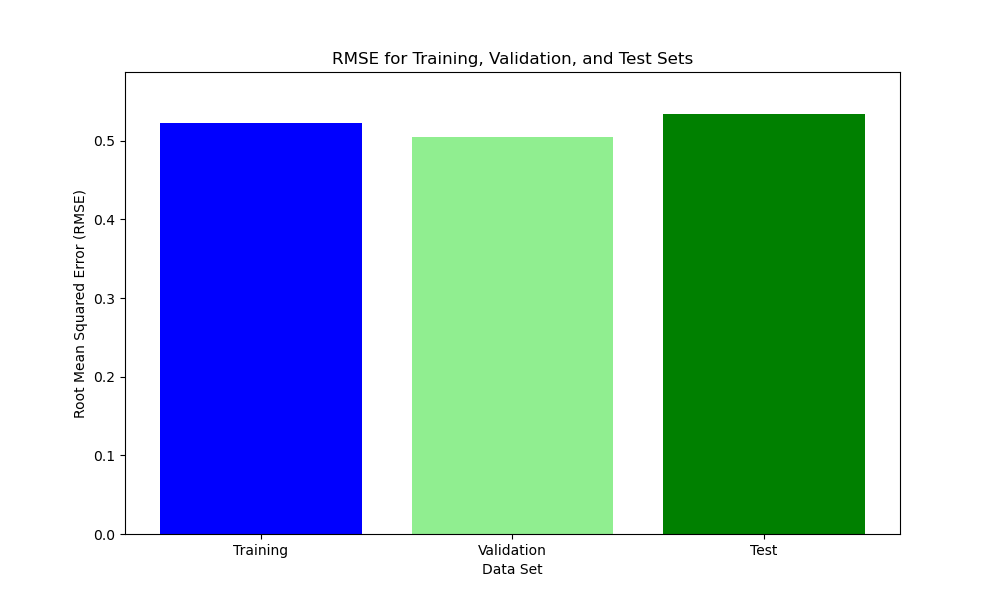 RMSE for Training, Validation, and Test Sets
Root Mean Squared Error (RMSE)
0.5
0.4
0.3
0.2
0.1
0.0
Training Validation Test
Data Set